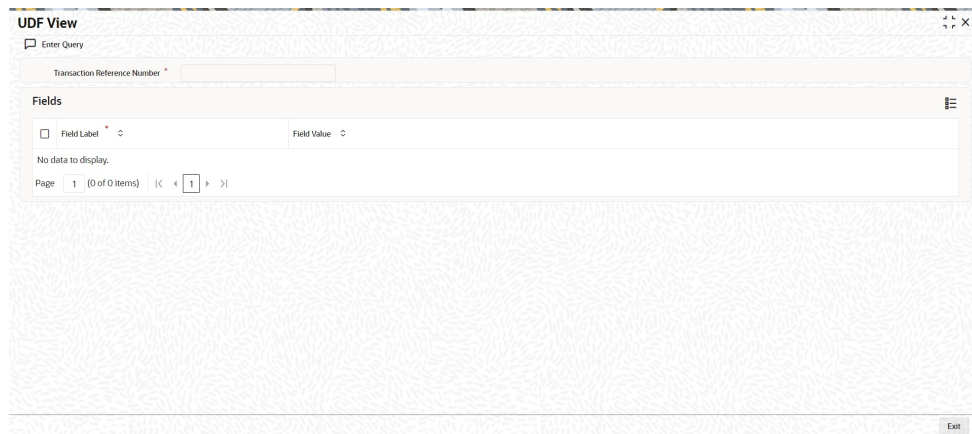 UDF View
Enter Query
Transaction Reference Number *
Fields
Field Label * Field Value
No data to display.
Page 1 (0 of 0 items) 1
Exit